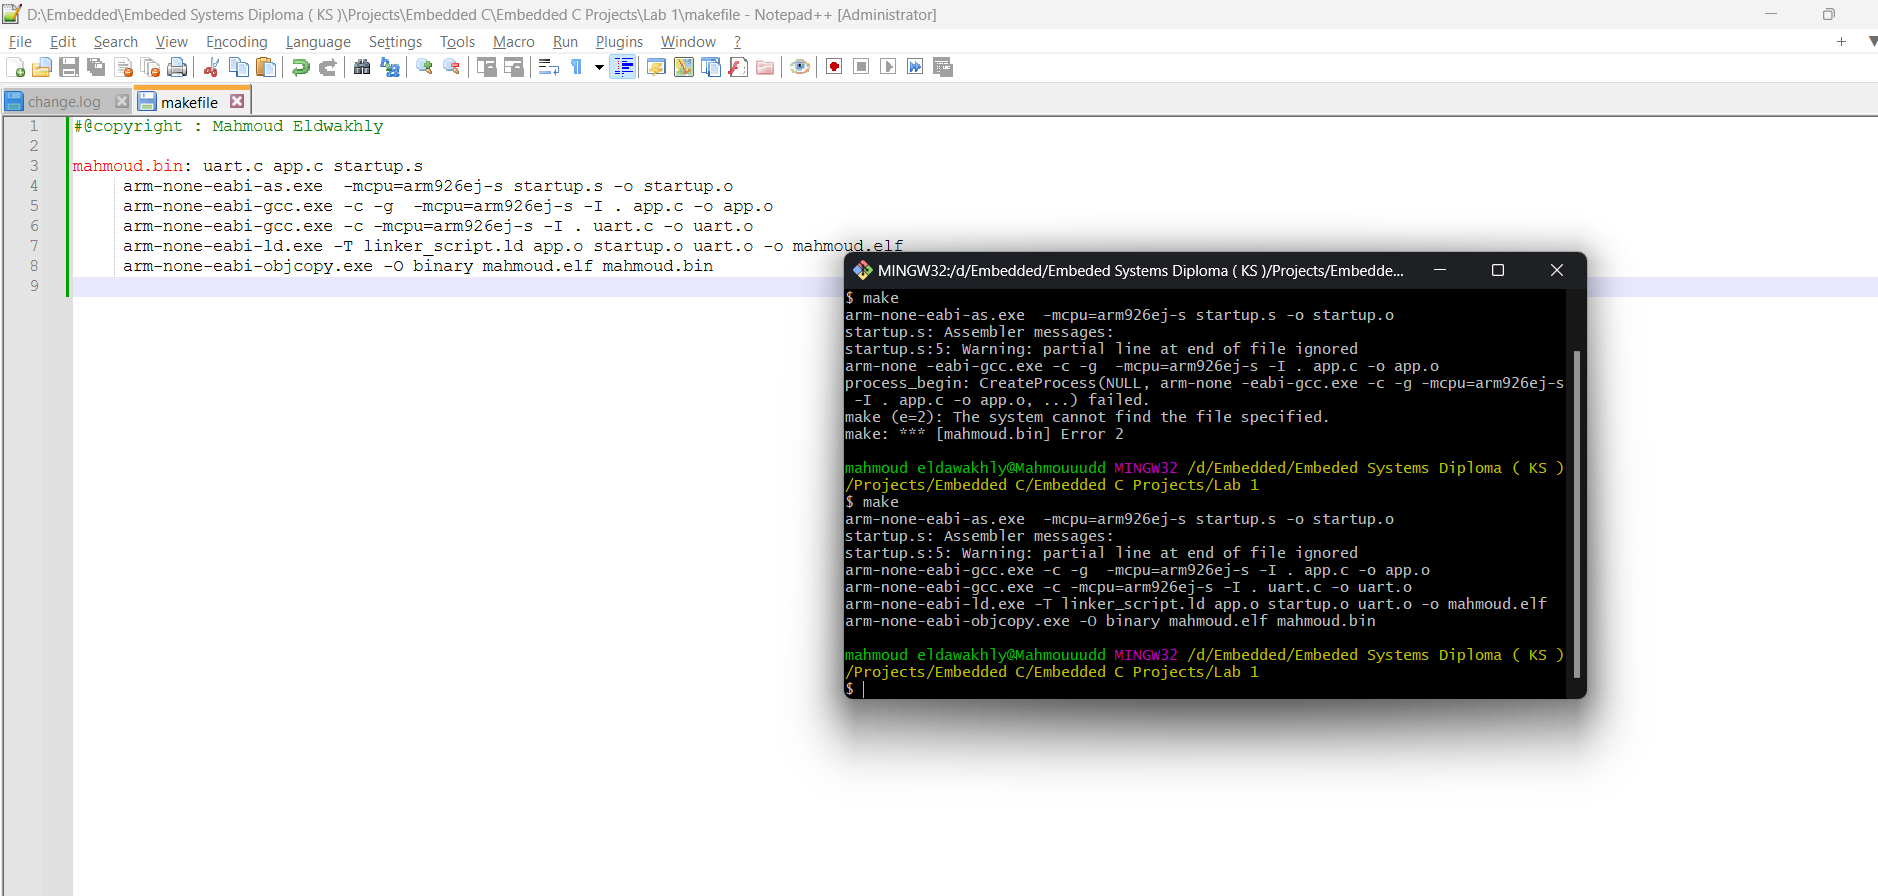 D:\Embedded\Embeded Systems Diploma ( KS )\Projects\Embedded C\Embedded C Projects\Lab 1\makefile - Notepad++ [Administrator]
File Edit Search View Encoding Language Settings Tools Macro Run Plugins Window ?
change.log makefile
1 #@copyright : Mahmoud Eldwakhly
2
3 mahmoud.bin: uart.c app.c startup.s
4 arm-none-eabi-as.exe  -mcpu=arm926ej-s startup.s -o startup.o
5 arm-none-eabi-gcc.exe -c -g  -mcpu=arm926ej-s -I . app.c -o app.o
6 arm-none-eabi-gcc.exe -c -mcpu=arm926ej-s -I . uart.c -o uart.o
7 arm-none-eabi-ld.exe -T linker_script.ld app.o startup.o uart.o -o mahmoud.elf
8 arm-none-eabi-objcopy.exe -O binary mahmoud.elf mahmoud.bin
9
MINGW32:/d/Embedded/Embeded Systems Diploma ( KS )/Projects/Embedde...
$ make
arm-none-eabi-as.exe  -mcpu=arm926ej-s startup.s -o startup.o
startup.s: Assembler messages:
startup.s:5: Warning: partial line at end of file ignored
arm-none -eabi-gcc.exe -c -g  -mcpu=arm926ej-s -I . app.c -o app.o
process_begin: CreateProcess(NULL, arm-none -eabi-gcc.exe -c -g -mcpu=arm926ej-s
-I . app.c -o app.o, ...) failed.
make (e=2): The system cannot find the file specified.
make: *** [mahmoud.bin] Error 2
mahmoud eldawakhly@Mahmouuudd MINGW32 /d/Embedded/Embeded Systems Diploma ( KS )
/Projects/Embedded C/Embedded C Projects/Lab 1
$ make
arm-none-eabi-as.exe  -mcpu=arm926ej-s startup.s -o startup.o
startup.s: Assembler messages:
startup.s:5: Warning: partial line at end of file ignored
arm-none-eabi-gcc.exe -c -g  -mcpu=arm926ej-s -I . app.c -o app.o
arm-none-eabi-gcc.exe -c -mcpu=arm926ej-s -I . uart.c -o uart.o
arm-none-eabi-ld.exe -T linker_script.ld app.o startup.o uart.o -o mahmoud.elf
arm-none-eabi-objcopy.exe -O binary mahmoud.elf mahmoud.bin
mahmoud eldawakhly@Mahmouuudd MINGW32 /d/Embedded/Embeded Systems Diploma ( KS )
/Projects/Embedded C/Embedded C Projects/Lab 1
$